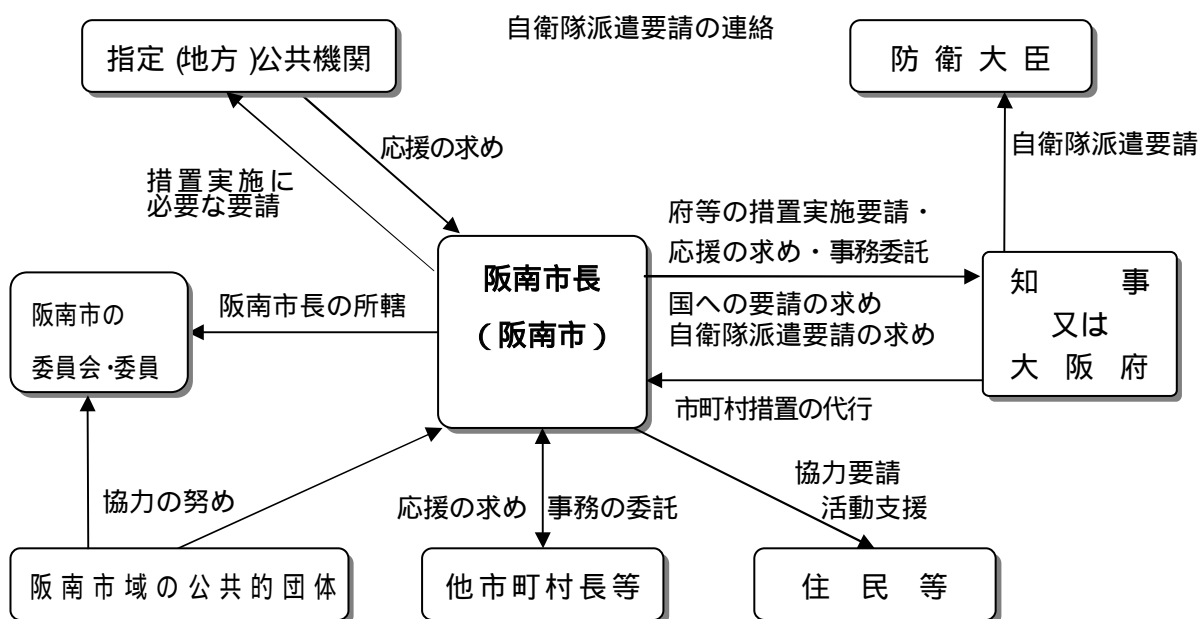 自衛隊派遣要請の連絡
指定(地方)公共機関
防衛大臣
応援の求め
自衛隊派遣要請
措置実施に
必要な要請
府等の措置実施要請・
応援の求め・事務委託
阪南市長
(阪南市)
国への要請の求め
自衛隊派遣要請の求め
知事
又は
大阪府
阪南市の
委員会・委員
阪南市長の所轄
市町村措置の代行
協力の努め
応援の求め
事務の委託
協力要請
活動支援
阪南市域の公共的団体
他市町村長等
住民等